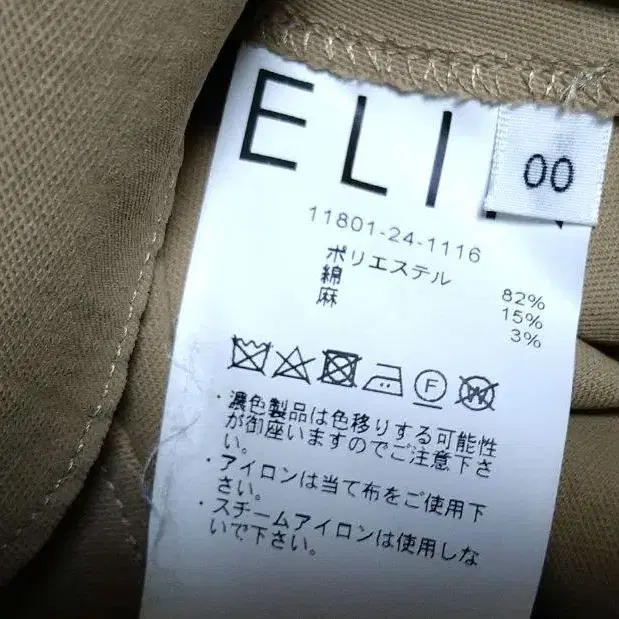 ELI
00
11801-24-1116
ポリエステル 82%
綿 15%
麻 3%
F W
・濃色製品は色移りする可能性
が御座いますのでご注意下さ
い。
・アイロンは当て布をご使用下
さい。
・スチームアイロンは使用しな
いで下さい。